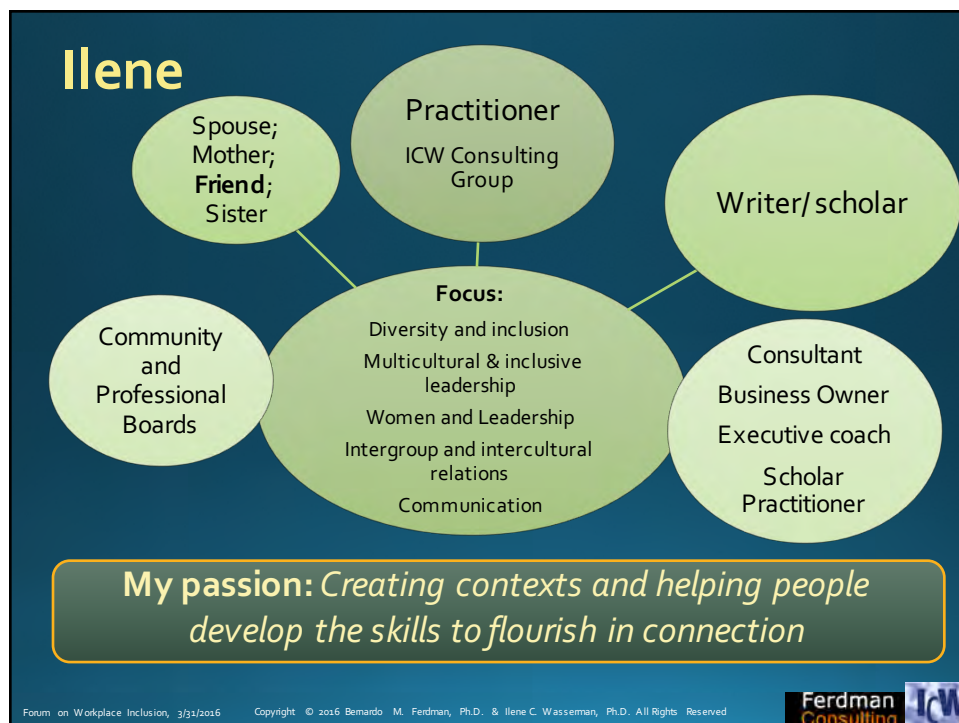 Ilene
Spouse;
Mother;
Friend;
Sister
Practitioner
ICW Consulting
Group
Writer/ scholar
Community
and
Professional
Boards
Focus:
Diversity and inclusion
Multicultural & inclusive
leadership
Women and Leadership
Intergroup and intercultural
relations
Communication
Consultant
Business Owner
Executive coach
Scholar
Practitioner
My passion: Creating contexts and helping people
develop the skills to flourish in connection
Forum on Workplace Inclusion, 3/31/2016 Copyright © 2016 Bernardo M. Ferdman, Ph.D. & Ilene C. Wasserman, Ph.D. All Rights Reserved
Ferdman
Consulting
ICW